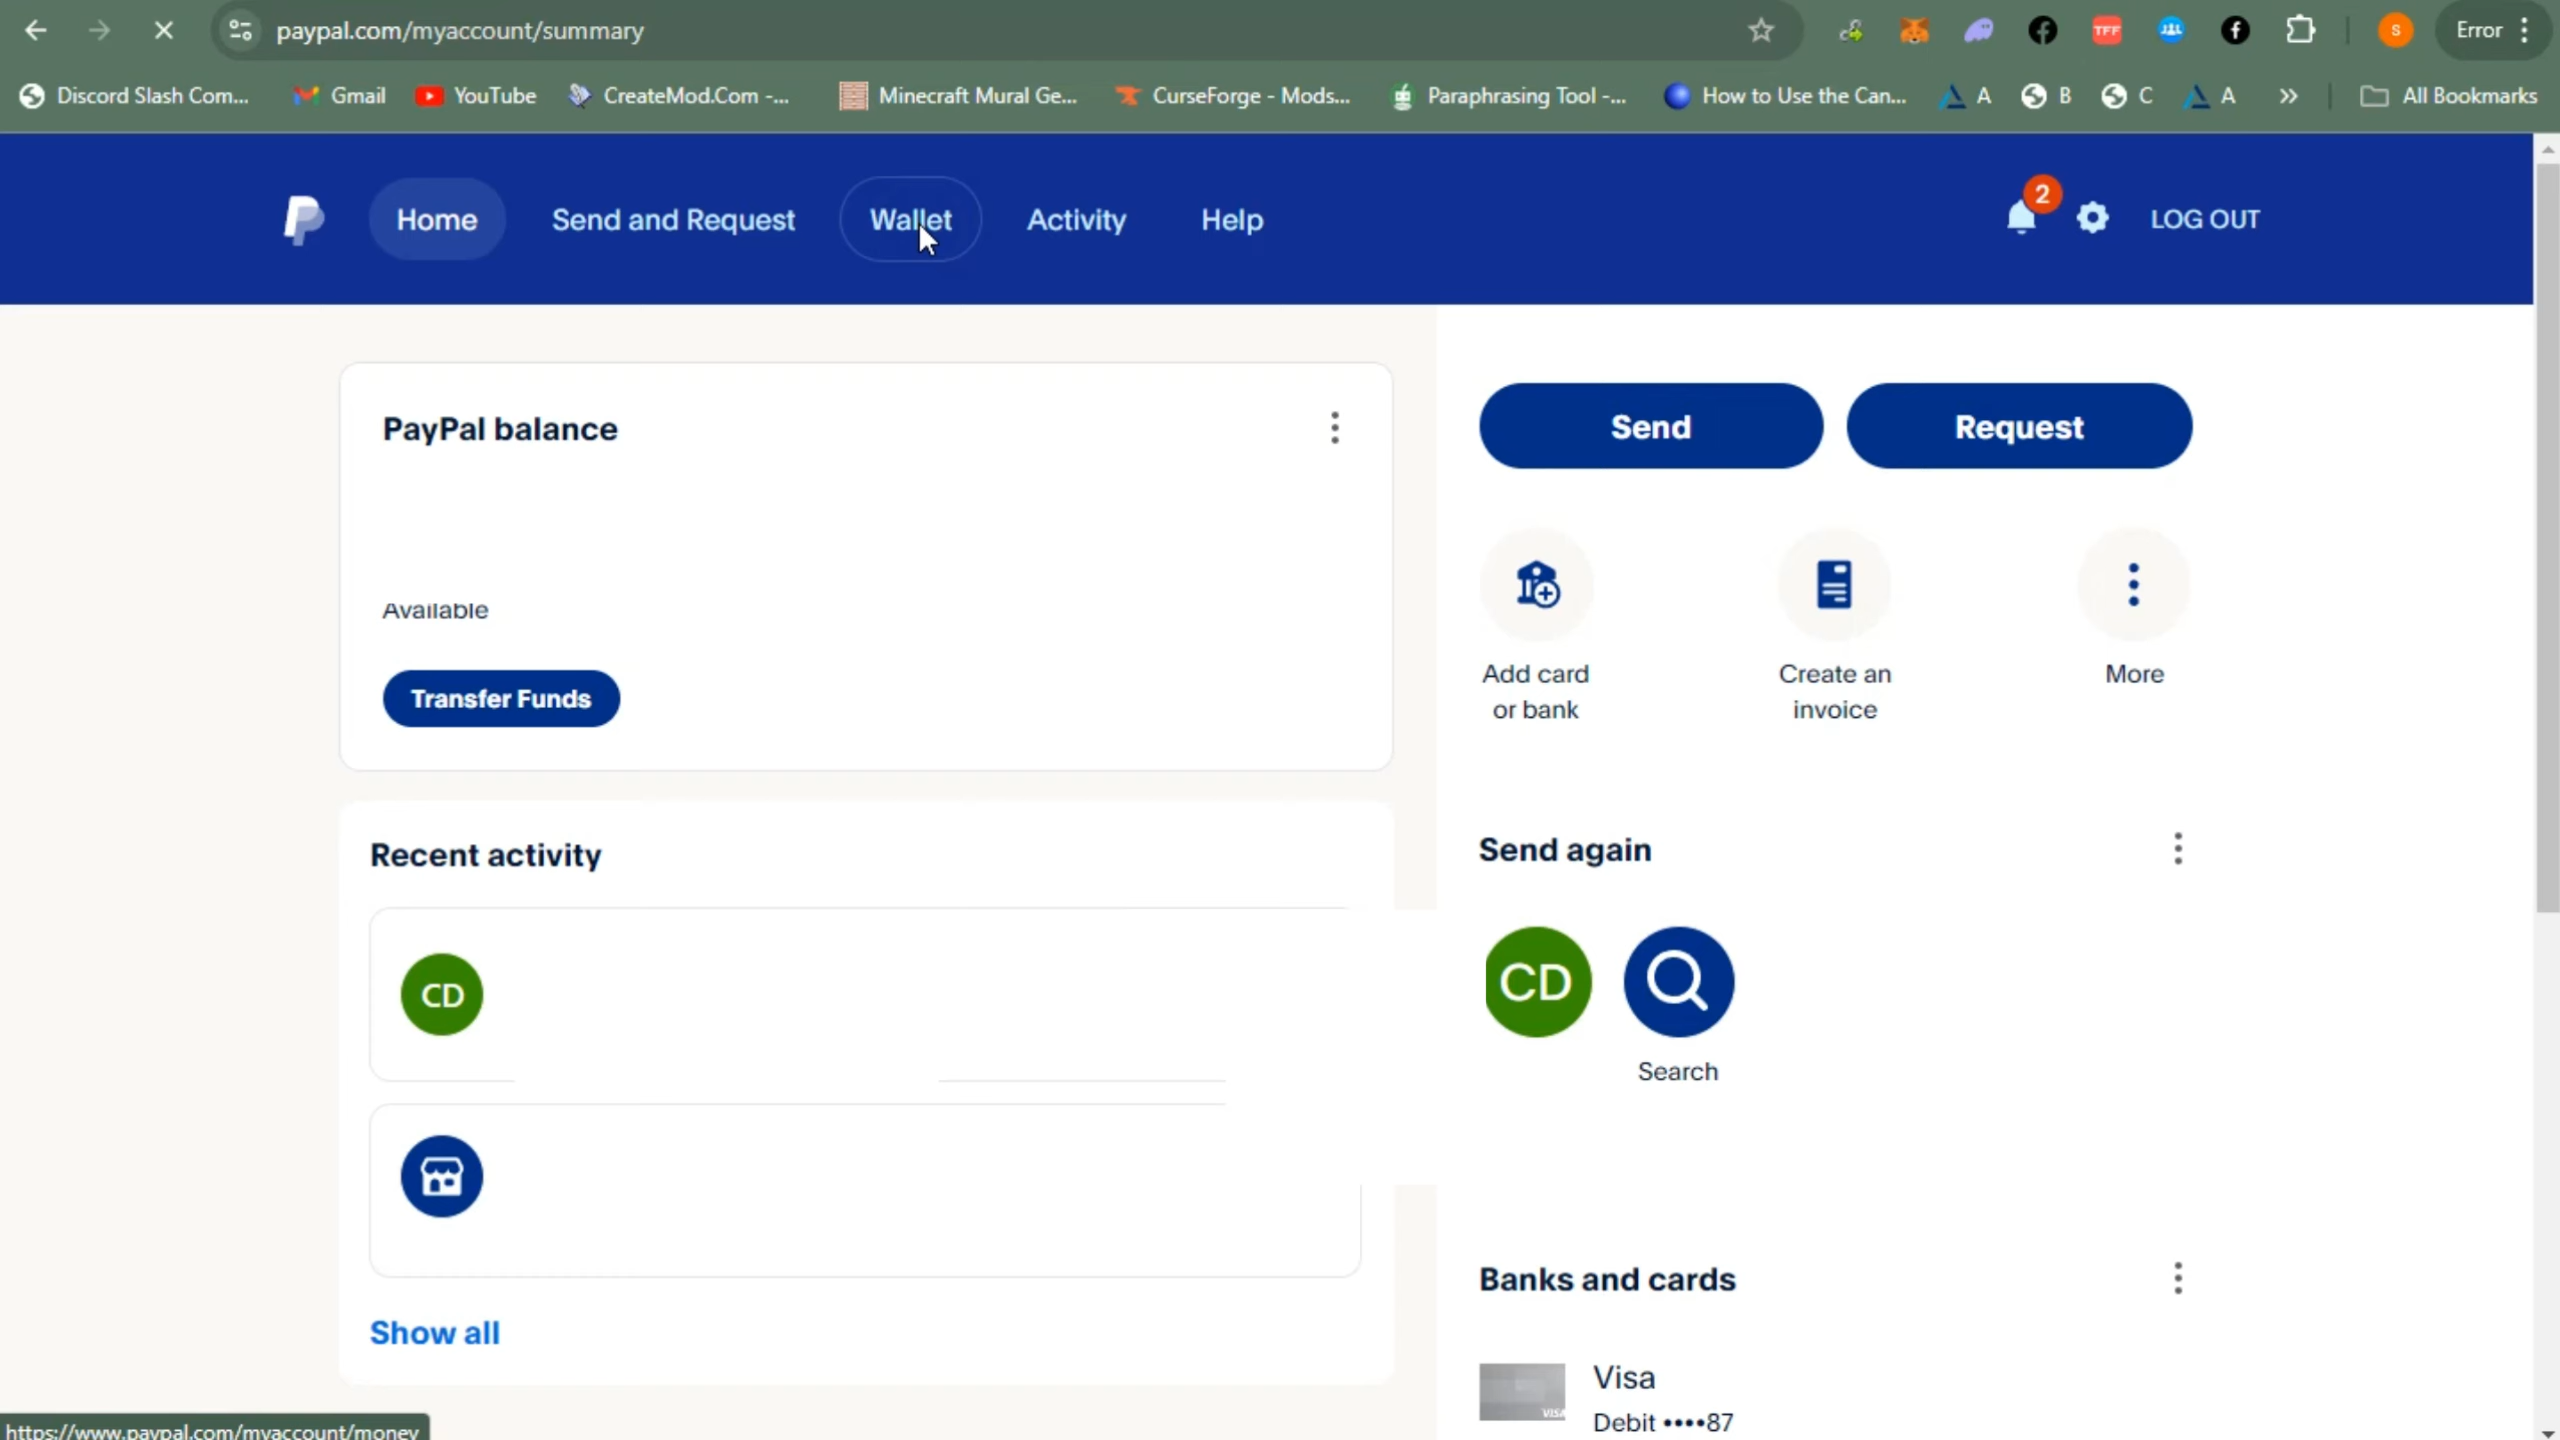 paypal.com/myaccount/summary
Error
Discord Slash Com...
Gmail
YouTube
CreateMod.Com -...
Minecraft Mural Ge...
CurseForge - Mods...
Paraphrasing Tool -...
How to Use the Can...
A
B
C
A
All Bookmarks
TFF
S
Home
Send and Request
Wallet
Activity
Help
2
LOG OUT
PayPal balance
Available
Transfer Funds
Send
Request
Add card
or bank
Create an
invoice
More
Recent activity
CD
Show all
Send again
CD
Search
Banks and cards
VISA
Visa
Debit ••••87
https://www.paypal.com/myaccount/money